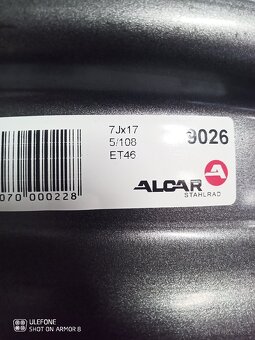 7Jx17
5/108
ET46
9026
070 000228
ALCAR
STAHLRAD
ULEFONE
SHOT ON ARMOR 8